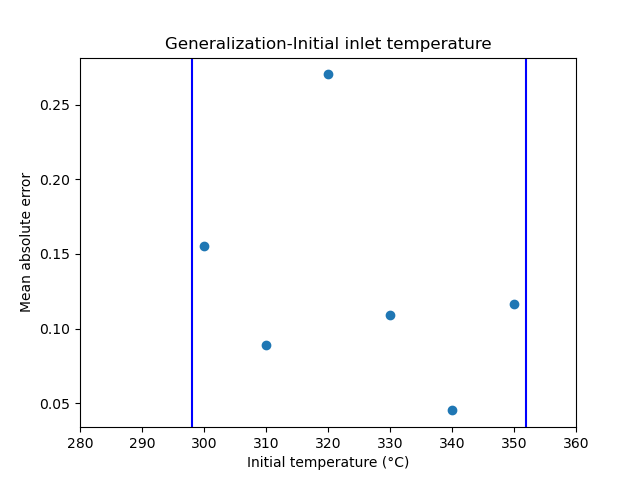 Generalization-Initial inlet temperature
Mean absolute error
0.25
0.20
0.15
0.10
0.05
280 290 300 310 320 330 340 350 360
Initial temperature (°C)